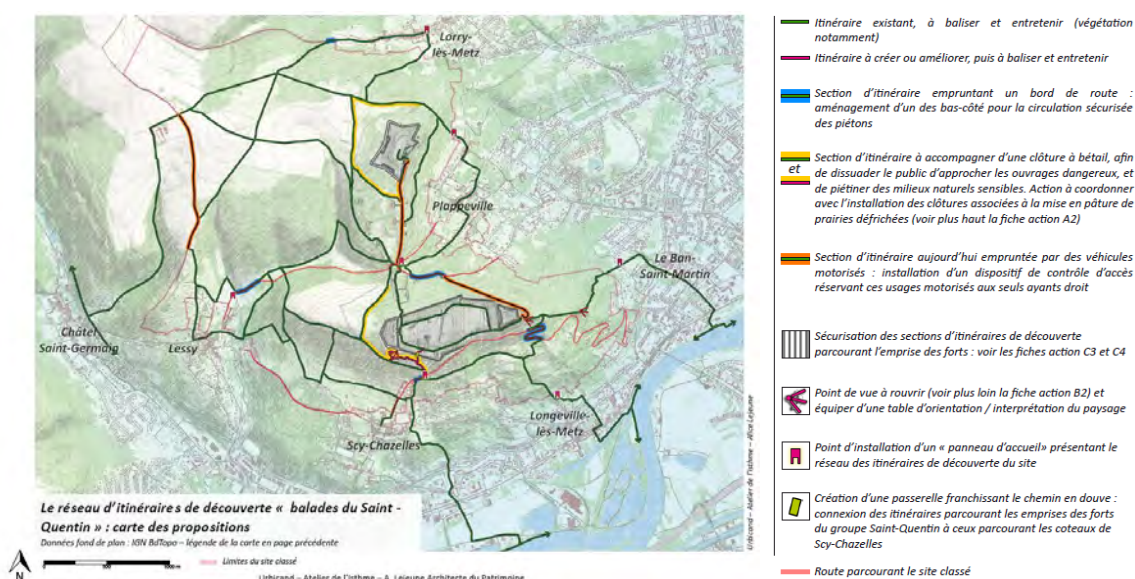 Lorry-
lès-Metz
Plappeville
Le Ban-
Saint-Martin
Châtel
Saint-Germain
Lessy
Longeville-
lès-Metz
Scy-Chazelles
Le réseau d'itinéraires de découverte « balades du Saint -
Quentin » : carte des propositions
Données fond de plan : IGN BdTopo – légende de la carte en page précédente
N
Limites du site classé
Urbicand – Atelier de l'Isthme – A. Lejeune Architecte du Patrimoine
Urbicand – Atelier de l'Isthme – Alice Lejeune
Itinéraire existant, à baliser et entretenir (végétation
notamment)
Itinéraire à créer ou améliorer, puis à baliser et entretenir
Section d'itinéraire empruntant un bord de route :
aménagement d'un des bas-côté pour la circulation sécurisée
des piétons
et
Section d'itinéraire à accompagner d'une clôture à bétail, afin
de dissuader le public d'approcher les ouvrages dangereux, et
de piétiner des milieux naturels sensibles. Action à coordonner
avec l'installation des clôtures associées à la mise en pâture de
prairies défrichées (voir plus haut la fiche action A2)
Section d'itinéraire aujourd'hui empruntée par des véhicules
motorisés : installation d'un dispositif de contrôle d'accès
réservant ces usages motorisés aux seuls ayants droit
Sécurisation des sections d'itinéraires de découverte
parcourant l'emprise des forts : voir les fiches action C3 et C4
Point de vue à rouvrir (voir plus loin la fiche action B2) et
équiper d'une table d'orientation / interprétation du paysage
Point d'installation d'un « panneau d'accueil» présentant le
réseau des itinéraires de découverte du site
Création d'une passerelle franchissant le chemin en douve :
connexion des itinéraires parcourant les emprises des forts
du groupe Saint-Quentin à ceux parcourant les coteaux de
Scy-Chazelles
Route parcourant le site classé